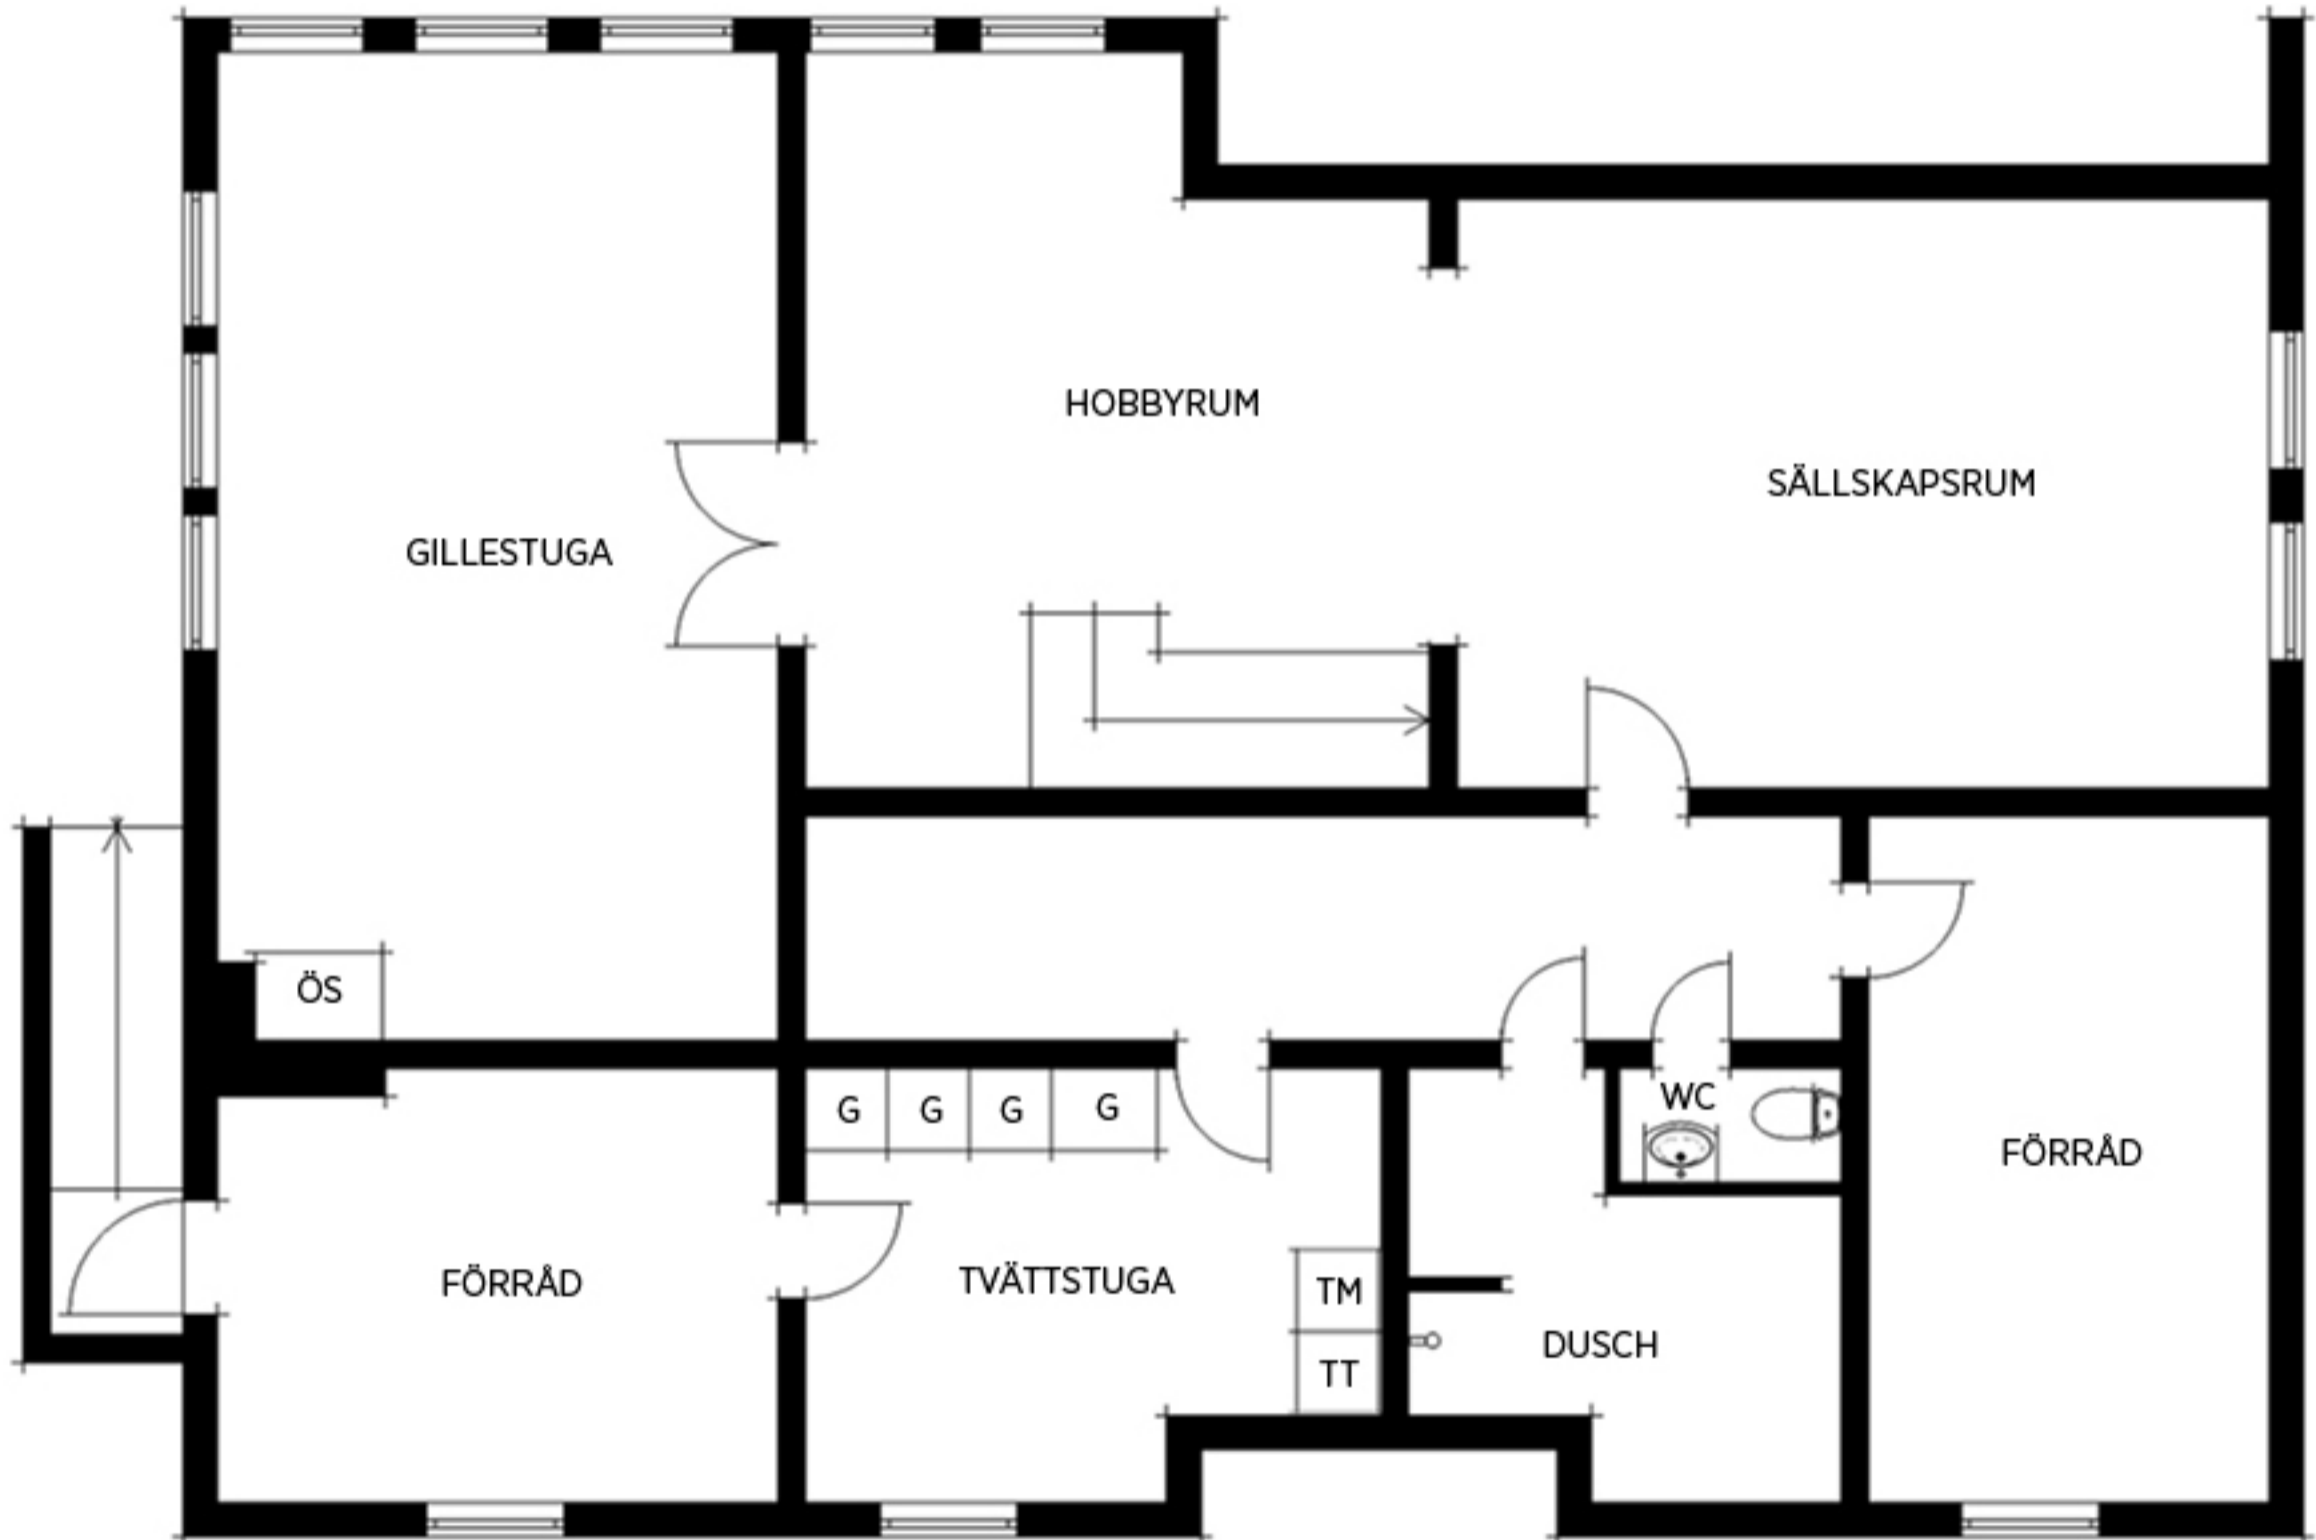 HOBBYRUM
SÄLLSKAPSRUM
GILLESTUGA
ÖS
G G G G
WC
FÖRRÅD
FÖRRÅD
TVÄTTSTUGA
TM
DUSCH
TT